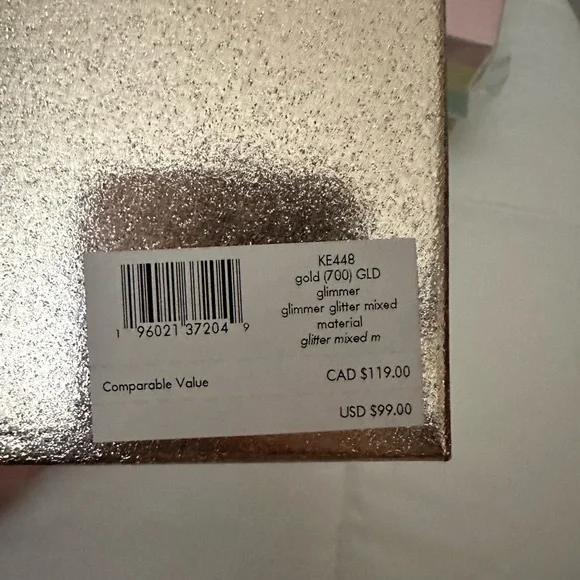 1 96021 37204 9
KE448
gold (700) GLD
glimmer
glimmer glitter mixed
material
glitter mixed m
Comparable Value
CAD $119.00
USD $99.00